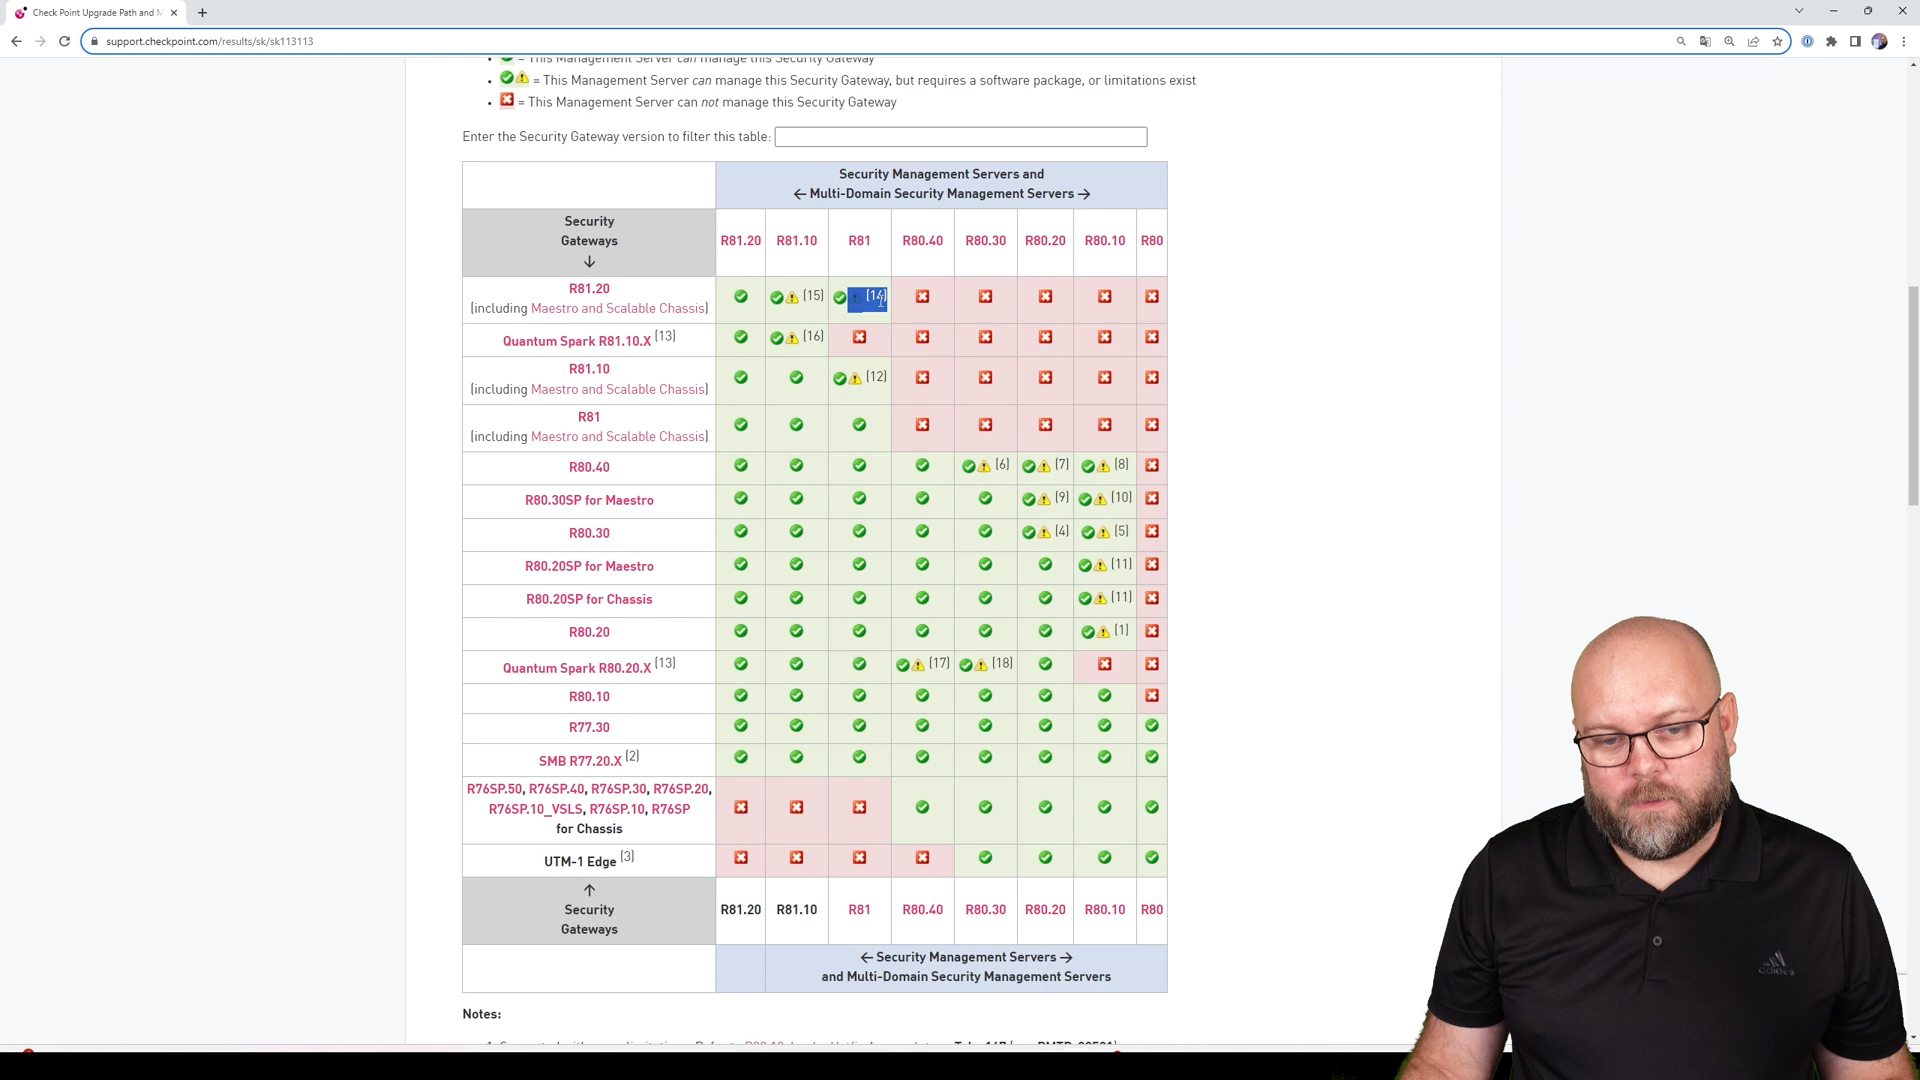 Check Point Upgrade Path and M
support.checkpoint.com/results/sk/sk113113
= This Management Server can manage this Security Gateway
= This Management Server can manage this Security Gateway, but requires a software package, or limitations exist
= This Management Server can not manage this Security Gateway
Enter the Security Gateway version to filter this table:
Security Management Servers and
← Multi-Domain Security Management Servers →
Security
Gateways
↓
R81.20 R81.10 R81 R80.40 R80.30 R80.20 R80.10 R80
R81.20
(including Maestro and Scalable Chassis)
(15) (14)
Quantum Spark R81.10.X (13)
(16)
R81.10
(including Maestro and Scalable Chassis)
(12)
R81
(including Maestro and Scalable Chassis)
R80.40 (6) (7) (8)
R80.30SP for Maestro (9) (10)
R80.30 (4) (5)
R80.20SP for Maestro (11)
R80.20SP for Chassis (11)
R80.20 (1)
Quantum Spark R80.20.X (13) (17) (18)
R80.10
R77.30
SMB R77.20.X (2)
R76SP.50, R76SP.40, R76SP.30, R76SP.20,
R76SP.10_VSLS, R76SP.10, R76SP
for Chassis
UTM-1 Edge (3)
↑
Security
Gateways
R81.20 R81.10 R81 R80.40 R80.30 R80.20 R80.10 R80
← Security Management Servers →
and Multi-Domain Security Management Servers
Notes:
adidas